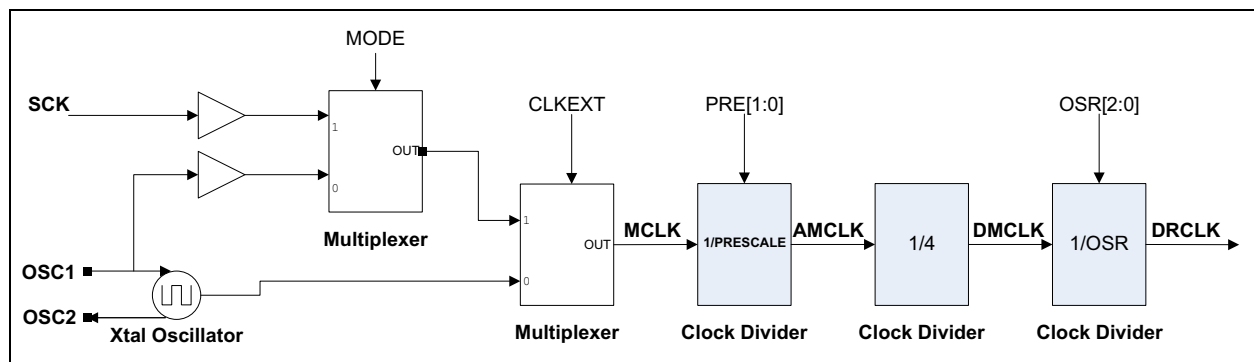 MODE
SCK
1
OUT
0
Multiplexer
CLKEXT
PRE[1:0]
OSR[2:0]
1
OUT
0
Multiplexer
MCLK
1/PRESCALE
Clock Divider
AMCLK
1/4
Clock Divider
DMCLK
1/OSR
Clock Divider
DRCLK
OSC1
OSC2
Xtal Oscillator